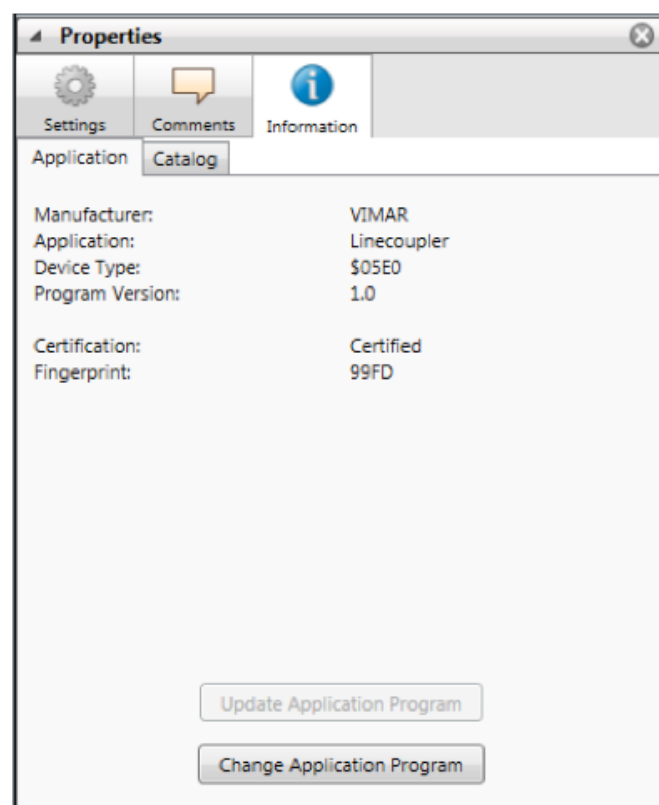 Properties
Settings Comments Information
Application Catalog
Manufacturer: VIMAR
Application: Linecoupler
Device Type: $05E0
Program Version: 1.0
Certification: Certified
Fingerprint: 99FD
Update Application Program
Change Application Program